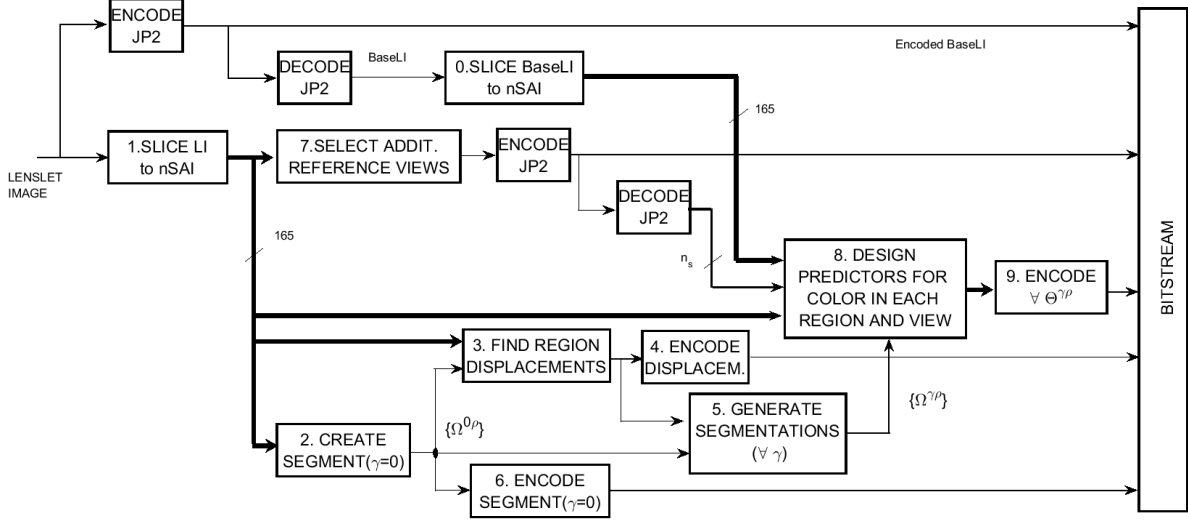 ENCODE
JP2
Encoded BaseLI
DECODE
JP2
BaseLI
0.SLICE BaseLI
to nSAI
165
LENSLET
IMAGE
1.SLICE LI
to nSAI
7.SELECT ADDIT.
REFERENCE VIEWS
ENCODE
JP2
DECODE
JP2
165
n_s
8. DESIGN
PREDICTORS FOR
COLOR IN EACH
REGION AND VIEW
9. ENCODE
∀ Θ^{γρ}
BITSTREAM
3. FIND REGION
DISPLACEMENTS
4. ENCODE
DISPLACEM.
{Ω^{γρ}}
5. GENERATE
SEGMENTATIONS
(∀ γ)
{Ω^{0ρ}}
2. CREATE
SEGMENT(γ=0)
6. ENCODE
SEGMENT(γ=0)